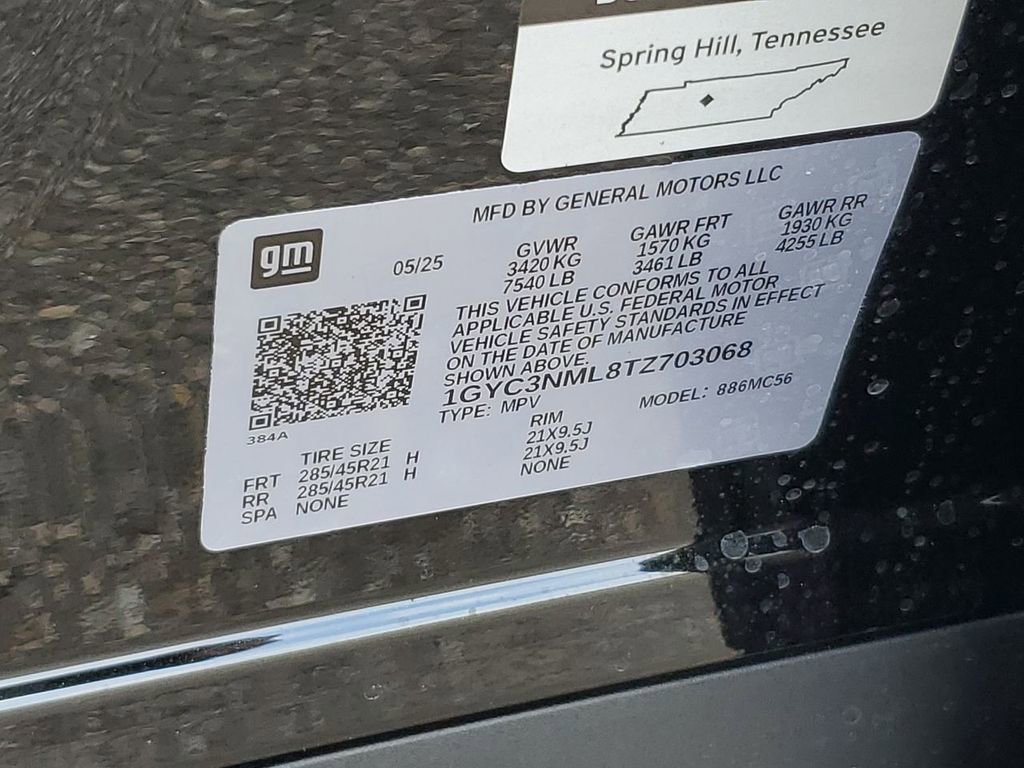 Spring Hill, Tennessee
MFD BY GENERAL MOTORS LLC
gm
05/25
GVWR
3420 KG
7540 LB
GAWR FRT
1570 KG
3461 LB
GAWR RR
1930 KG
4255 LB
THIS VEHICLE CONFORMS TO ALL
APPLICABLE U.S. FEDERAL MOTOR
VEHICLE SAFETY STANDARDS IN EFFECT
ON THE DATE OF MANUFACTURE
SHOWN ABOVE.
1GYC3NML8TZ703068
TYPE: MPV
MODEL: 886MC56
384A
TIRE SIZE RIM
FRT 285/45R21 H 21X9.5J
RR 285/45R21 H 21X9.5J
SPA NONE NONE